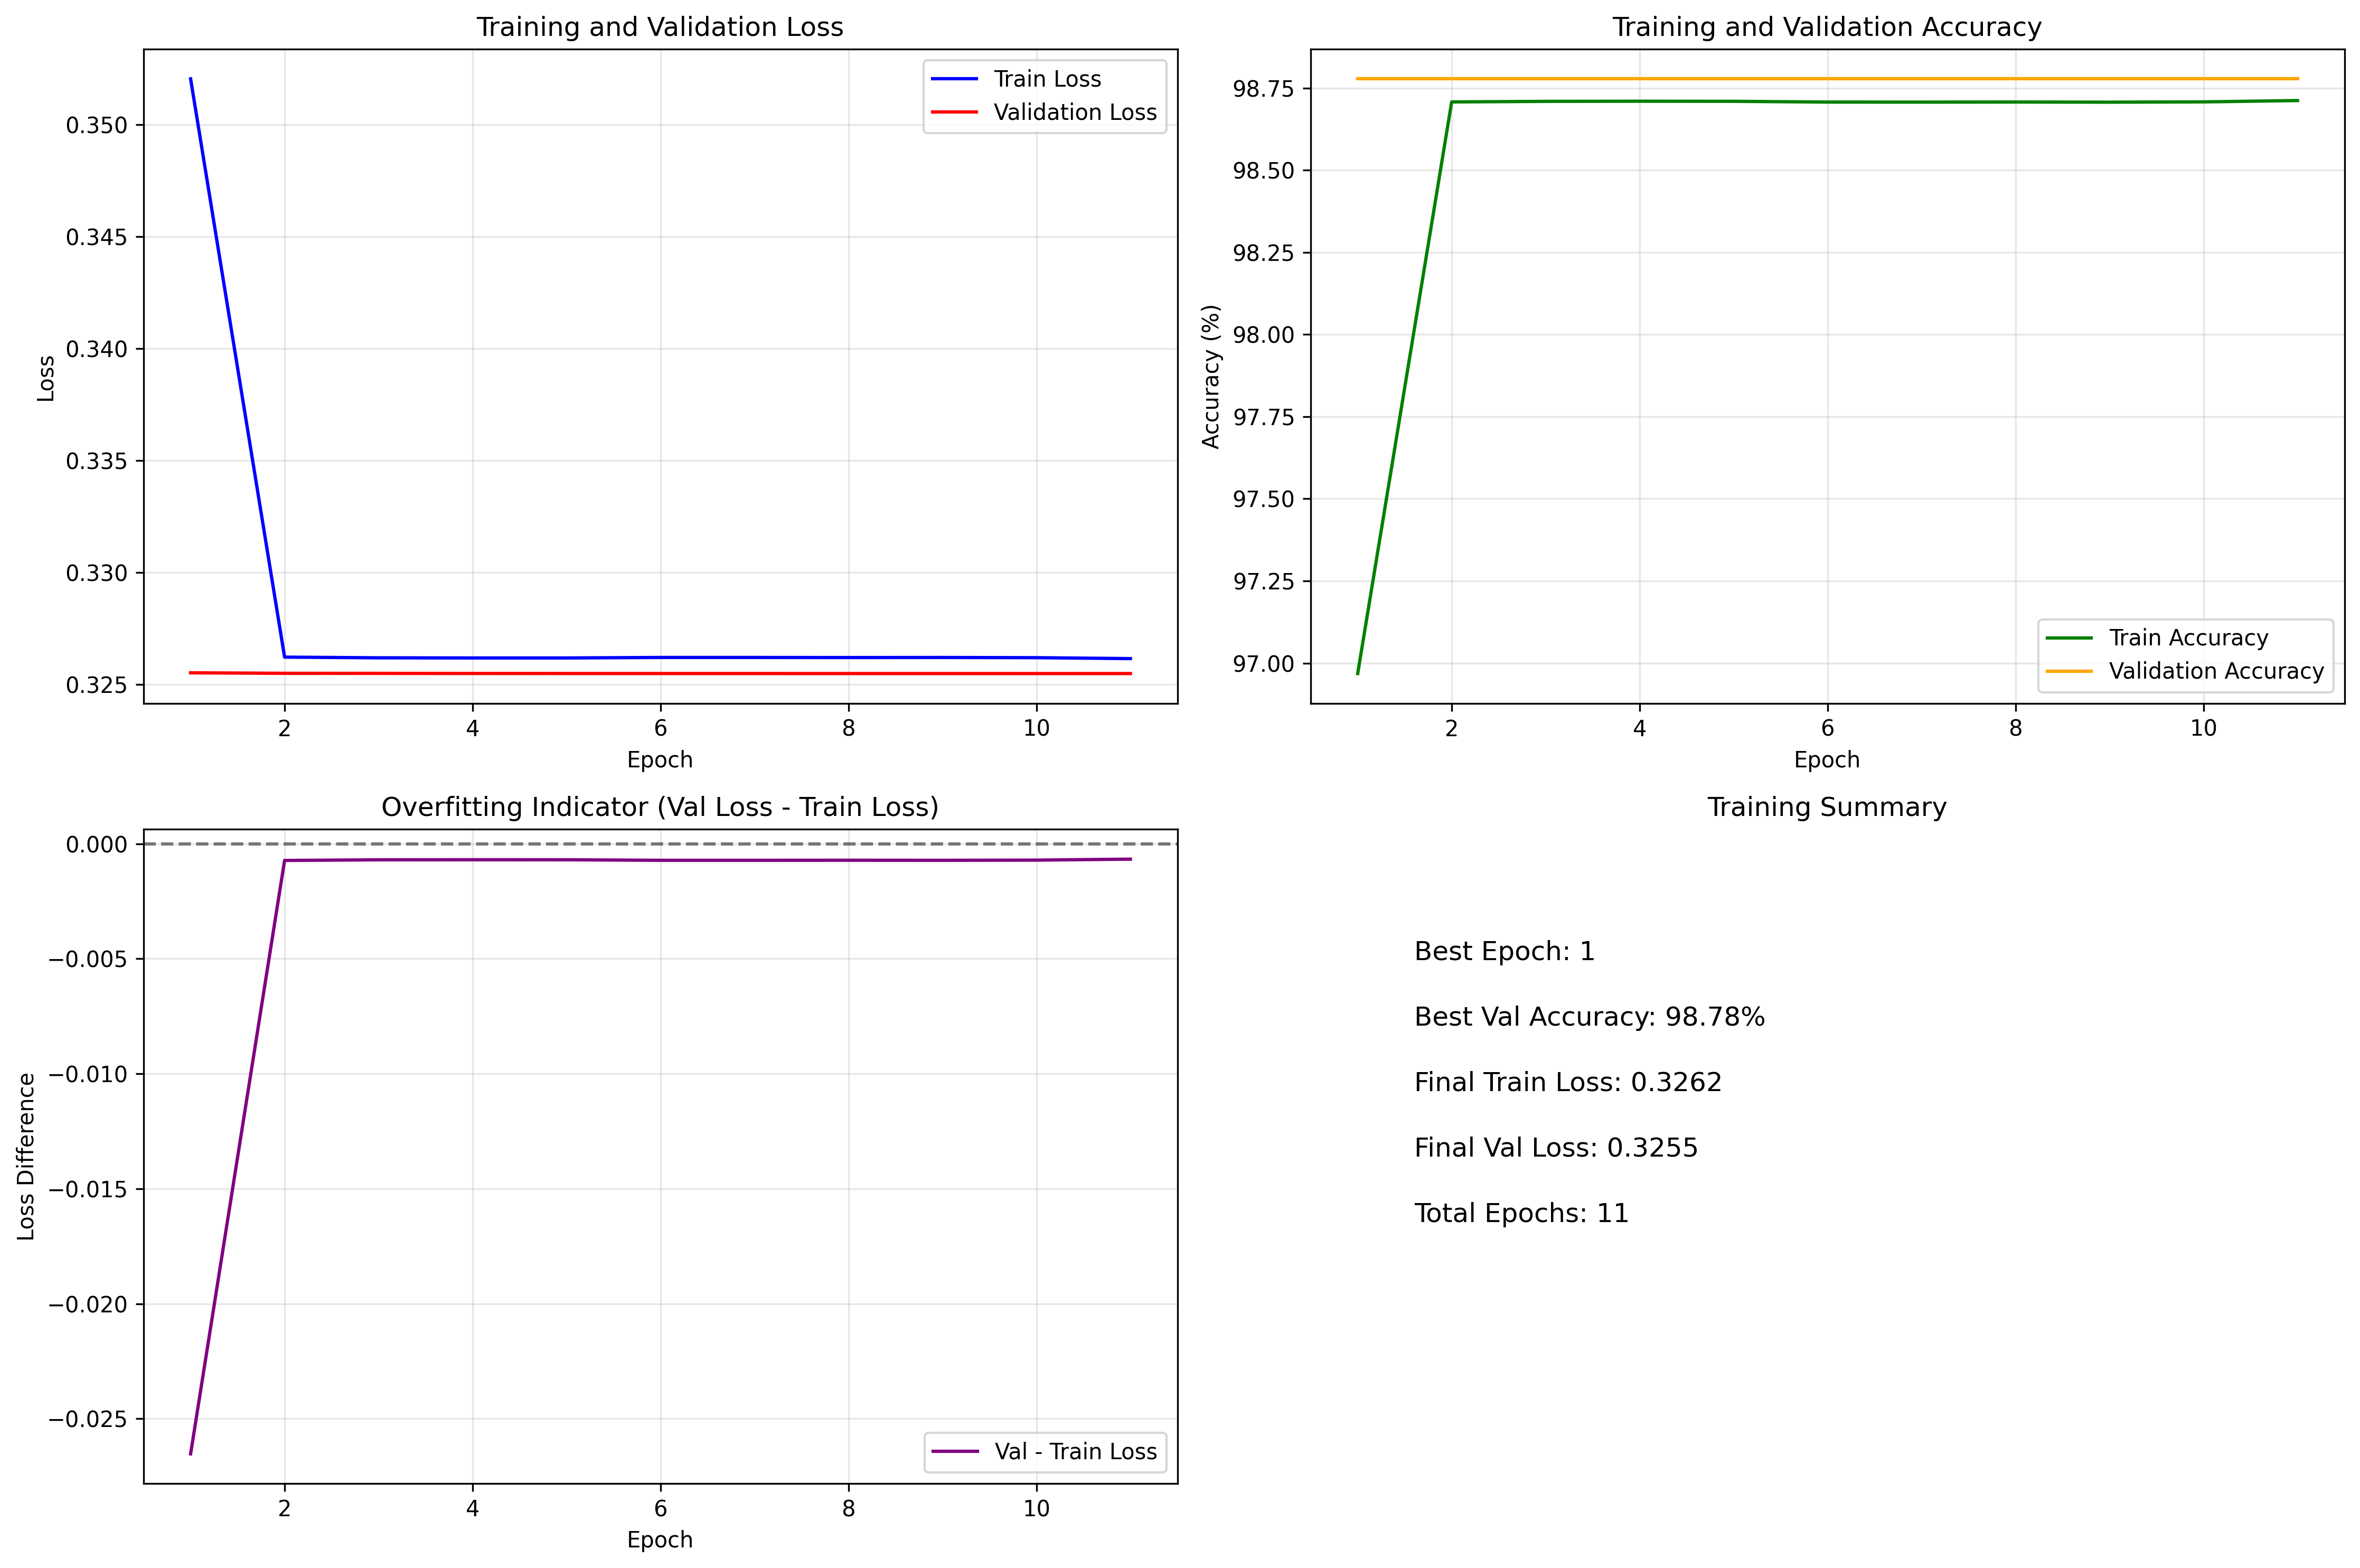 Training and Validation Loss
0.350
0.345
0.340
0.335
0.330
0.325
Loss
2 4 6 8 10
Epoch
Train Loss
Validation Loss
Training and Validation Accuracy
98.75
98.50
98.25
98.00
97.75
97.50
97.25
97.00
Accuracy (%)
2 4 6 8 10
Epoch
Train Accuracy
Validation Accuracy
Overfitting Indicator (Val Loss - Train Loss)
0.000
−0.005
−0.010
−0.015
−0.020
−0.025
Loss Difference
2 4 6 8 10
Epoch
Val - Train Loss
Training Summary
Best Epoch: 1
Best Val Accuracy: 98.78%
Final Train Loss: 0.3262
Final Val Loss: 0.3255
Total Epochs: 11